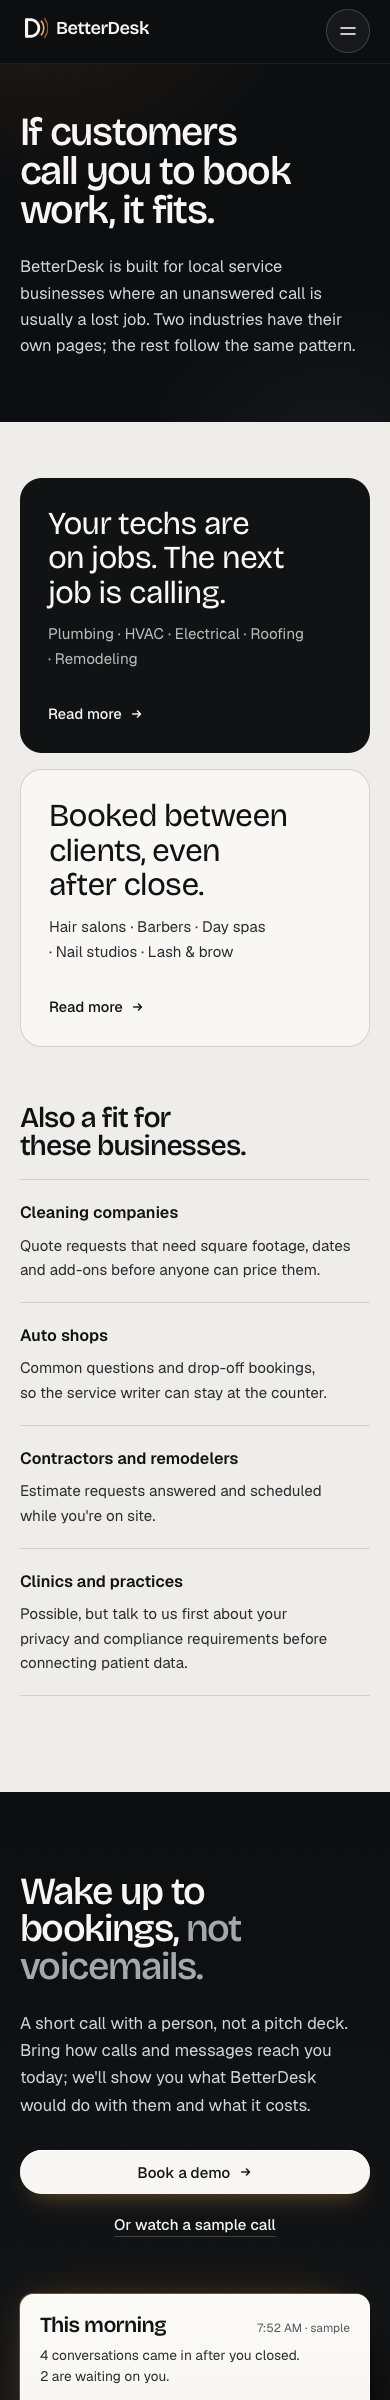 BetterDesk
If customers
call you to book
work, it fits.
BetterDesk is built for local service
businesses where an unanswered call is
usually a lost job. Two industries have their
own pages; the rest follow the same pattern.
Your techs are
on jobs. The next
job is calling.
Plumbing · HVAC · Electrical · Roofing
· Remodeling
Read more →
Booked between
clients, even
after close.
Hair salons · Barbers · Day spas
· Nail studios · Lash & brow
Read more →
Also a fit for
these businesses.
Cleaning companies
Quote requests that need square footage, dates
and add-ons before anyone can price them.
Auto shops
Common questions and drop-off bookings,
so the service writer can stay at the counter.
Contractors and remodelers
Estimate requests answered and scheduled
while you're on site.
Clinics and practices
Possible, but talk to us first about your
privacy and compliance requirements before
connecting patient data.
Wake up to
bookings, not
voicemails.
A short call with a person, not a pitch deck.
Bring how calls and messages reach you
today; we'll show you what BetterDesk
would do with them and what it costs.
Book a demo →
Or watch a sample call
This morning 7:52 AM · sample
4 conversations came in after you closed.
2 are waiting on you.